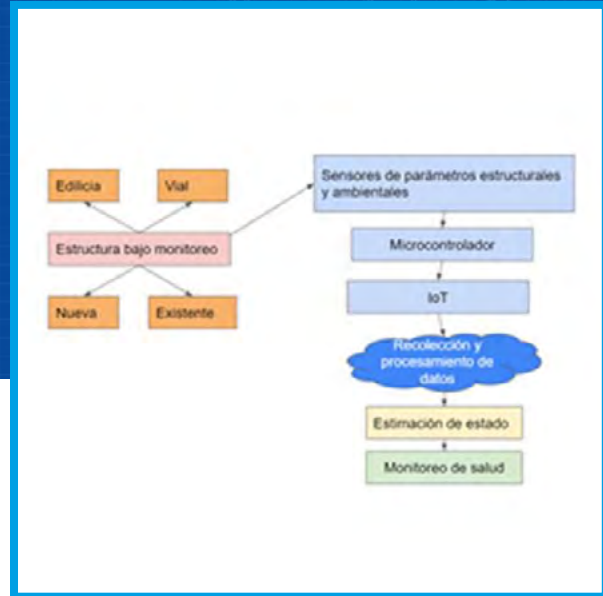 Edilicia
Vial
Estructura bajo monitoreo
Nueva
Existente
Sensores de parámetros estructurales
y ambientales
Microcontrolador
IoT
Recolección y
procesamiento de
datos
Estimación de estado
Monitoreo de salud